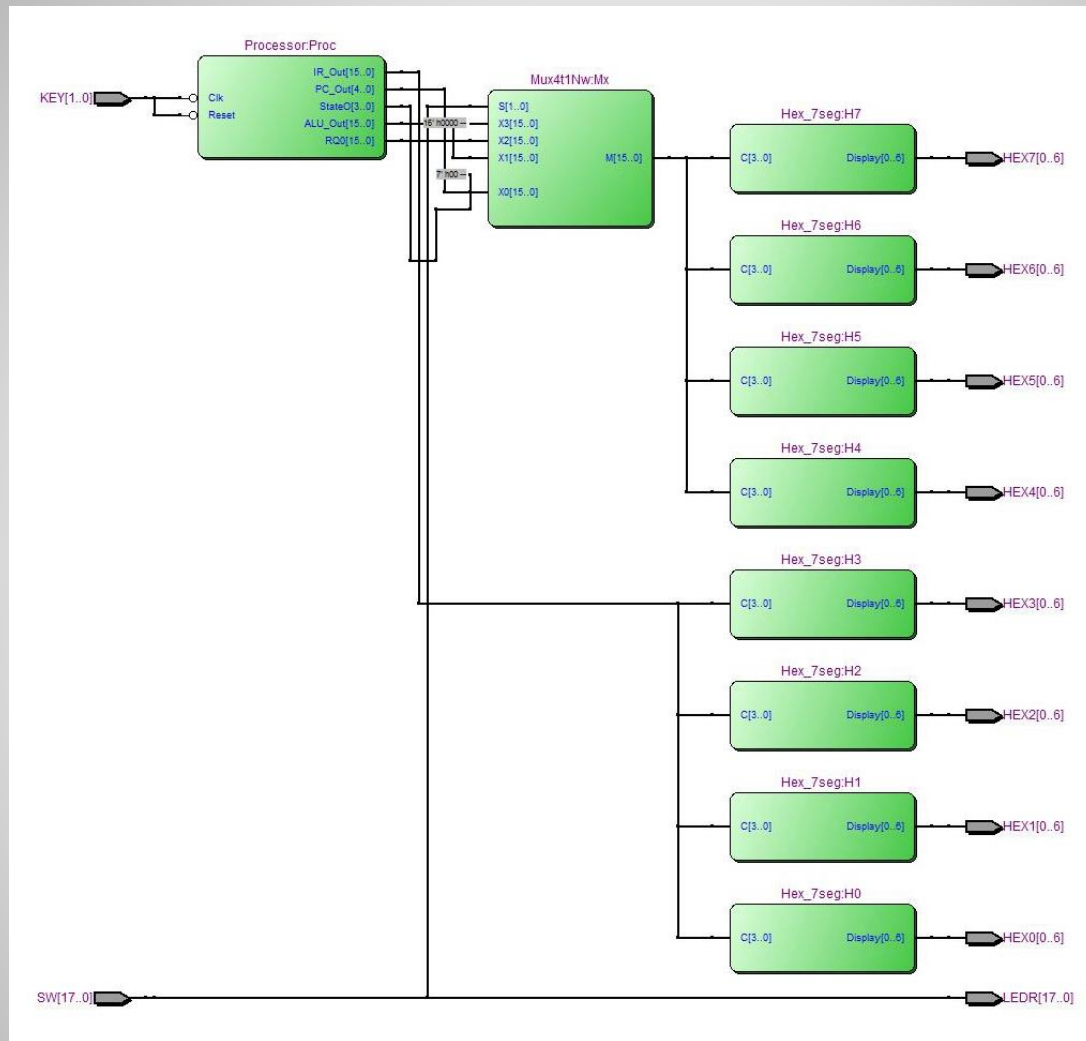 Processor:Proc
KEY[1..0]
Clk
Reset
IR_Out[15..0]
PC_Out[4..0]
StateO[3..0]
ALU_Out[15..0]
RQ0[15..0]
16' h0000 --
7' h00 --
Mux4t1Nw:Mx
S[1..0]
X3[15..0]
X2[15..0]
X1[15..0]
X0[15..0]
M[15..0]
Hex_7seg:H7
C[3..0] Display[0..6] HEX7[0..6]
Hex_7seg:H6
C[3..0] Display[0..6] HEX6[0..6]
Hex_7seg:H5
C[3..0] Display[0..6] HEX5[0..6]
Hex_7seg:H4
C[3..0] Display[0..6] HEX4[0..6]
Hex_7seg:H3
C[3..0] Display[0..6] HEX3[0..6]
Hex_7seg:H2
C[3..0] Display[0..6] HEX2[0..6]
Hex_7seg:H1
C[3..0] Display[0..6] HEX1[0..6]
Hex_7seg:H0
C[3..0] Display[0..6] HEX0[0..6]
SW[17..0] LEDR[17..0]